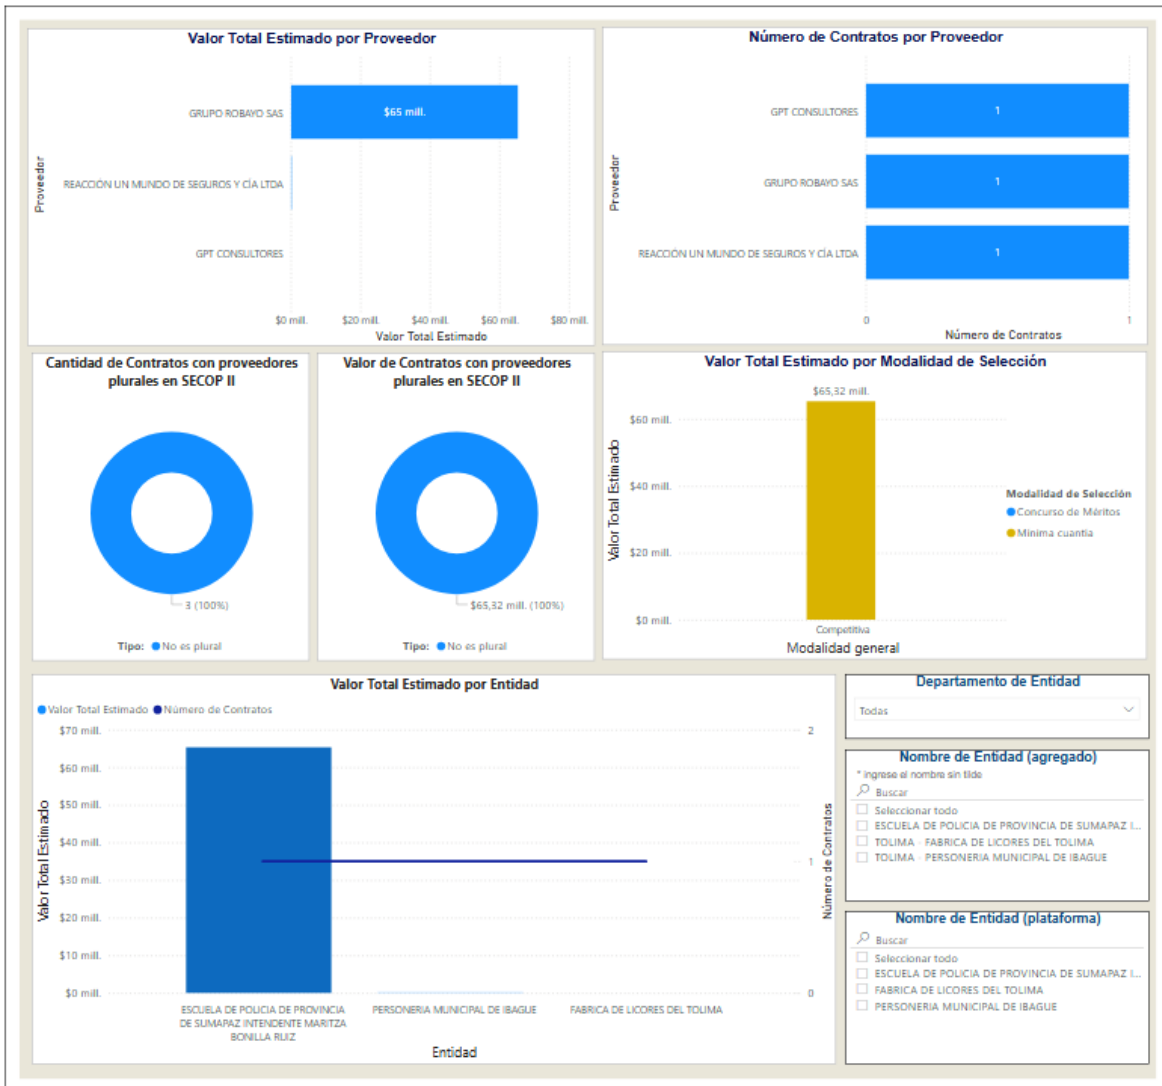 Valor Total Estimado por Proveedor
GRUPO ROBAYO SAS
$65 mill.
REACCIÓN UN MUNDO DE SEGUROS Y CÍA LTDA
GPT CONSULTORES
Proveedor
$0 mill. $20 mill. $40 mill. $60 mill. $80 mill.
Valor Total Estimado
Número de Contratos por Proveedor
GPT CONSULTORES
1
GRUPO ROBAYO SAS
1
REACCIÓN UN MUNDO DE SEGUROS Y CÍA LTDA
1
Proveedor
0 1
Número de Contratos
Cantidad de Contratos con proveedores
plurales en SECOP II
3 (100%)
Tipo: No es plural
Valor de Contratos con proveedores
plurales en SECOP II
$65,32 mill. (100%)
Tipo: No es plural
Valor Total Estimado por Modalidad de Selección
$65,32 mill.
$60 mill.
$40 mill.
$20 mill.
$0 mill.
Valor Total Estimado
Competitiva
Modalidad general
Modalidad de Selección
Concurso de Méritos
Minima cuantia
Valor Total Estimado por Entidad
Valor Total Estimado Número de Contratos
$70 mill.
$60 mill.
$50 mill.
$40 mill.
$30 mill.
$20 mill.
$10 mill.
$0 mill.
Valor Total Estimado
2
1
0
Número de Contratos
ESCUELA DE POLICIA DE PROVINCIA
DE SUMAPAZ INTENDENTE MARITZA
BONILLA RUIZ
PERSONERIA MUNICIPAL DE IBAGUE
FABRICA DE LICORES DEL TOLIMA
Entidad
Departamento de Entidad
Todas
Nombre de Entidad (agregado)
* Ingrese el nombre sin tilde
Buscar
Seleccionar todo
ESCUELA DE POLICIA DE PROVINCIA DE SUMAPAZ I...
TOLIMA - FABRICA DE LICORES DEL TOLIMA
TOLIMA - PERSONERIA MUNICIPAL DE IBAGUE
Nombre de Entidad (plataforma)
Buscar
Seleccionar todo
ESCUELA DE POLICIA DE PROVINCIA DE SUMAPAZ I...
FABRICA DE LICORES DEL TOLIMA
PERSONERIA MUNICIPAL DE IBAGUE